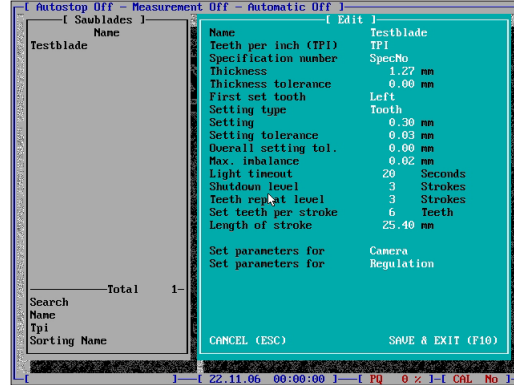 [ Autostop Off - Measurement Off - Automatic Off ]
[ Sawblades ]
Name
Testblade
Total 1
Search
Name
Tpi
Sorting Name
[ Edit ]
Name Testblade
Teeth per inch (TPI) TPI
Specification number SpecNo
Thickness 1.27 mm
Thickness tolerance 0.00 mm
First set tooth Left
Setting type Tooth
Setting 0.30 mm
Setting tolerance 0.03 mm
Overall setting tol. 0.00 mm
Max. imbalance 0.02 mm
Light timeout 20 Seconds
Shutdown level 3 Strokes
Teeth repeat level 3 Strokes
Set teeth per stroke 6 Teeth
Length of stroke 25.40 mm
Set parameters for Camera
Set parameters for Regulation
CANCEL (ESC) SAVE & EXIT (F10)
[ ]—[ 22.11.06 00:00:00 ]—[ PQ 0 % ]-[ CAL No ]